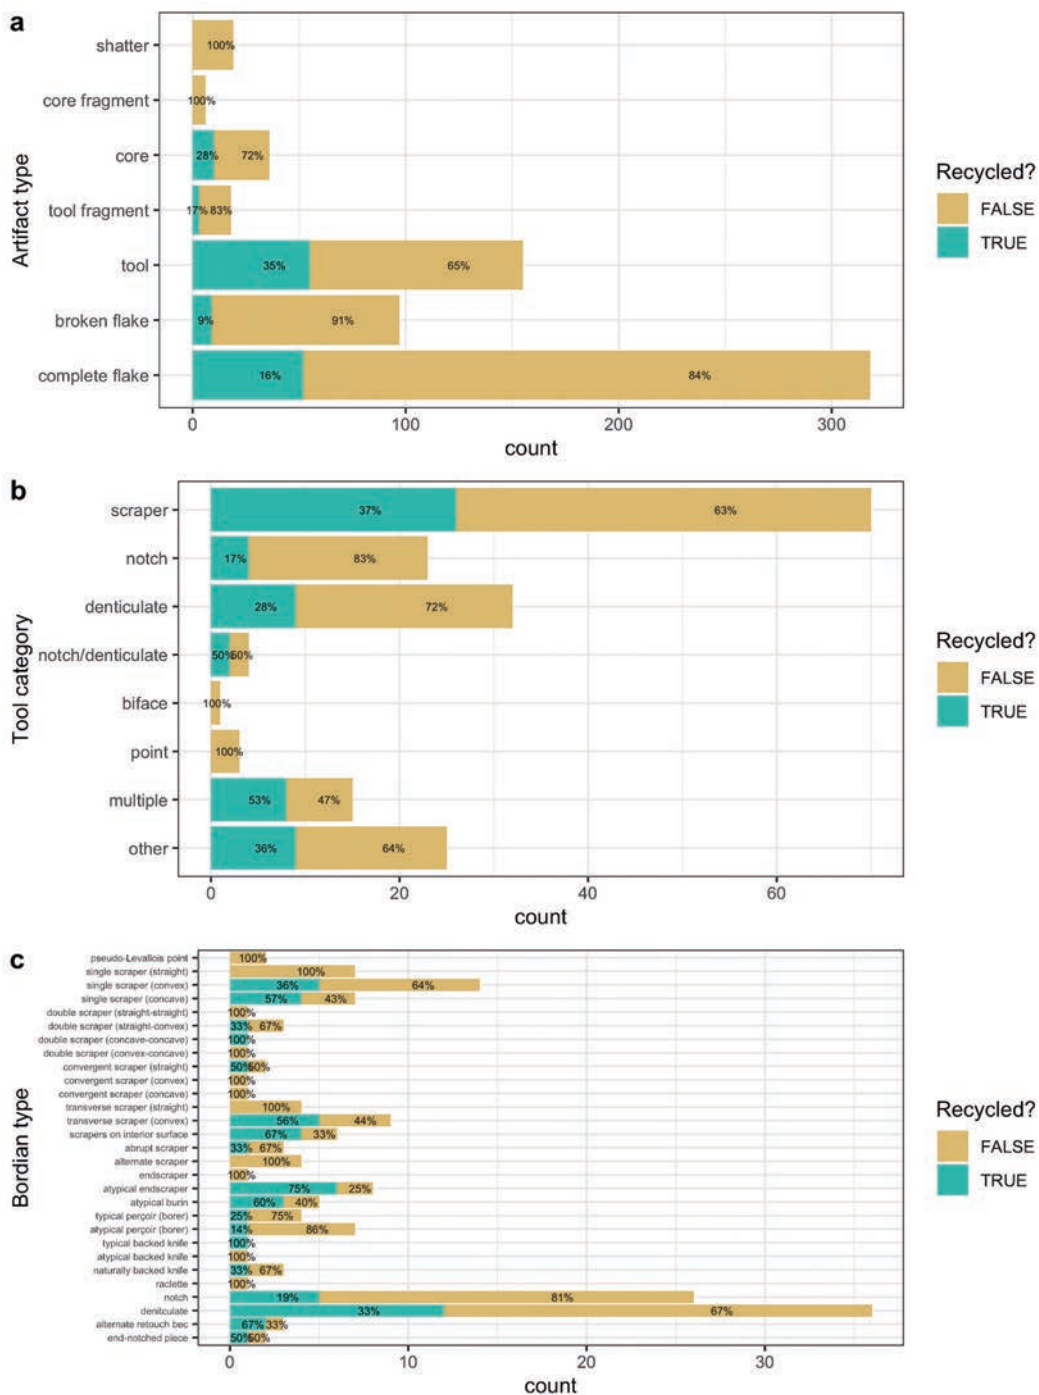 a
shatter 100%
core fragment 100%
core 28% 72%
tool fragment 17% 83%
tool 35% 65%
broken flake 9% 91%
complete flake 16% 84%
Artifact type
0 100 200 300
count
Recycled?
FALSE
TRUE
b
scraper 37% 63%
notch 17% 83%
denticulate 28% 72%
notch/denticulate 50% 50%
biface 100%
point 100%
multiple 53% 47%
other 36% 64%
Tool category
0 20 40 60
count
Recycled?
FALSE
TRUE
c
pseudo-Levallois point 100%
single scraper (straight) 100%
single scraper (convex) 36% 64%
single scraper (concave) 57% 43%
double scraper (straight-straight) 100%
double scraper (straight-convex) 33% 67%
double scraper (concave-concave) 100%
double scraper (convex-concave) 100%
convergent scraper (straight) 50% 50%
convergent scraper (convex) 100%
convergent scraper (concave) 100%
transverse scraper (straight) 100%
transverse scraper (convex) 56% 44%
scrapers on interior surface 67% 33%
abrupt scraper 33% 67%
alternate scraper 100%
endscraper 100%
atypical endscraper 75% 25%
atypical burin 60% 40%
typical perçoir (borer) 25% 75%
atypical perçoir (borer) 14% 86%
typical backed knife 100%
atypical backed knife 100%
naturally backed knife 33% 67%
raclette 100%
notch 19% 81%
denitculate 33% 67%
alternate retouch bec 67% 33%
end-notched piece 50% 50%
Bordian type
0 10 20 30
count
Recycled?
FALSE
TRUE